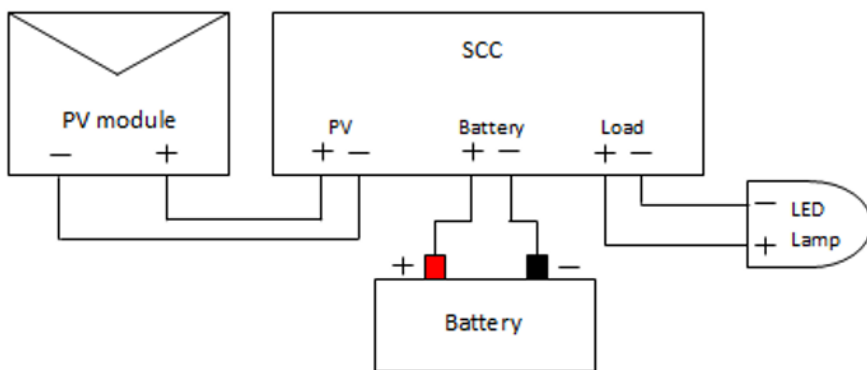 SCC
PV module
PV Battery Load
− + + − + − + −
− LED
+ Lamp
+ −
Battery